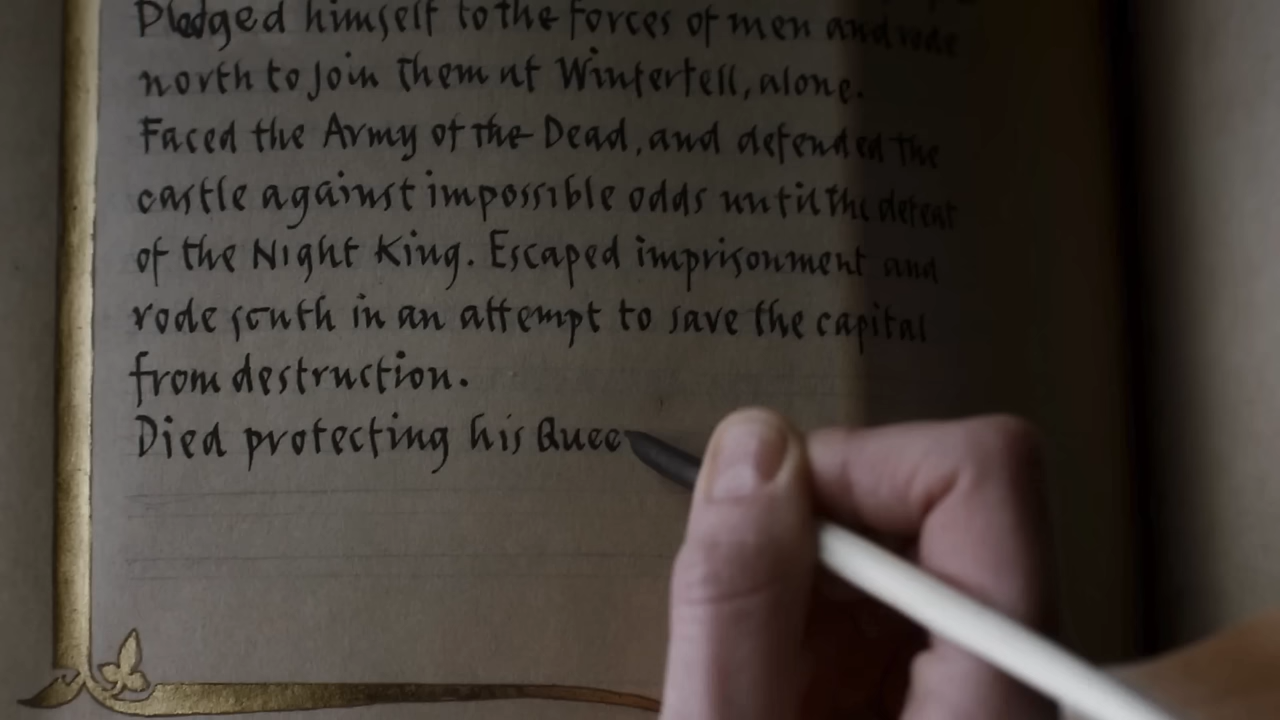 Pledged himself to the forces of men and rode
north to join them at Winterfell, alone.
Faced the Army of the Dead, and defended the
castle against impossible odds until the defeat
of the Night King. Escaped imprisonment and
rode south in an attempt to save the capital
from destruction.
Died protecting his Quee